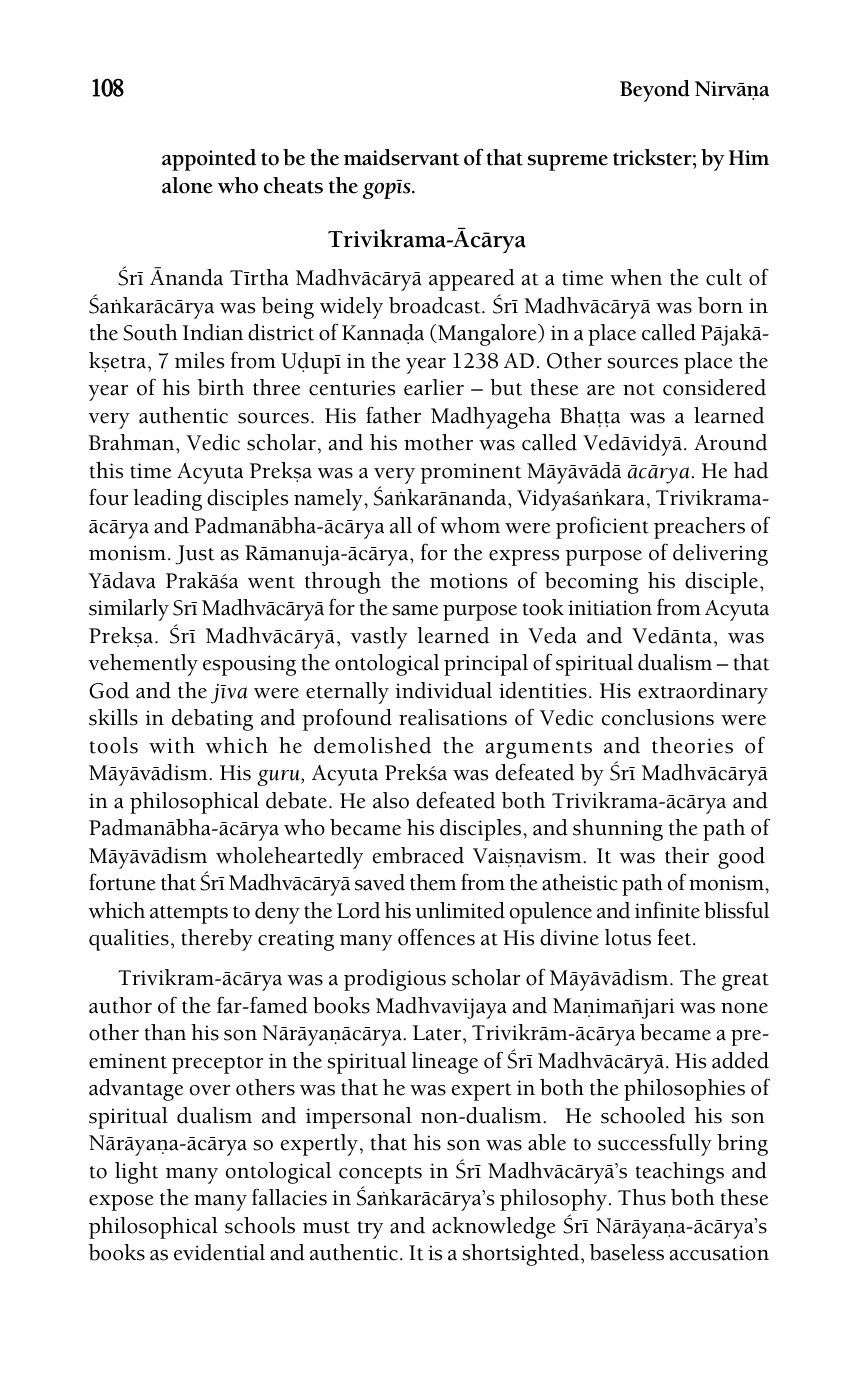 108
Beyond Nirvāṇa
appointed to be the maidservant of that supreme trickster; by Him
alone who cheats the gopīs.
Trivikrama-Ācārya
Śrī Ānanda Tīrtha Madhvācāryā appeared at a time when the cult of
Śaṅkarācārya was being widely broadcast. Śrī Madhvācāryā was born in
the South Indian district of Kannaḍa (Mangalore) in a place called Pājakā-
kṣetra, 7 miles from Uḍupī in the year 1238 AD. Other sources place the
year of his birth three centuries earlier – but these are not considered
very authentic sources. His father Madhyageha Bhaṭṭa was a learned
Brahman, Vedic scholar, and his mother was called Vedāvidyā. Around
this time Acyuta Prekṣa was a very prominent Māyāvādā ācārya. He had
four leading disciples namely, Śaṅkarānanda, Vidyaśaṅkara, Trivikrama-
ācārya and Padmanābha-ācārya all of whom were proficient preachers of
monism. Just as Rāmanuja-ācārya, for the express purpose of delivering
Yādava Prakāśa went through the motions of becoming his disciple,
similarly Srī Madhvācāryā for the same purpose took initiation from Acyuta
Prekṣa. Śrī Madhvācāryā, vastly learned in Veda and Vedānta, was
vehemently espousing the ontological principal of spiritual dualism – that
God and the jīva were eternally individual identities. His extraordinary
skills in debating and profound realisations of Vedic conclusions were
tools with which he demolished the arguments and theories of
Māyāvādism. His guru, Acyuta Prekśa was defeated by Śrī Madhvācāryā
in a philosophical debate. He also defeated both Trivikrama-ācārya and
Padmanābha-ācārya who became his disciples, and shunning the path of
Māyāvādism wholeheartedly embraced Vaiṣṇavism. It was their good
fortune that Śrī Madhvācāryā saved them from the atheistic path of monism,
which attempts to deny the Lord his unlimited opulence and infinite blissful
qualities, thereby creating many offences at His divine lotus feet.
Trivikram-ācārya was a prodigious scholar of Māyāvādism. The great
author of the far-famed books Madhvavijaya and Maṇimañjari was none
other than his son Nārāyaṇācārya. Later, Trivikrām-ācārya became a pre-
eminent preceptor in the spiritual lineage of Śrī Madhvācāryā. His added
advantage over others was that he was expert in both the philosophies of
spiritual dualism and impersonal non-dualism. He schooled his son
Nārāyaṇa-ācārya so expertly, that his son was able to successfully bring
to light many ontological concepts in Śrī Madhvācāryā's teachings and
expose the many fallacies in Śaṅkarācārya's philosophy. Thus both these
philosophical schools must try and acknowledge Śrī Nārāyaṇa-ācārya's
books as evidential and authentic. It is a shortsighted, baseless accusation